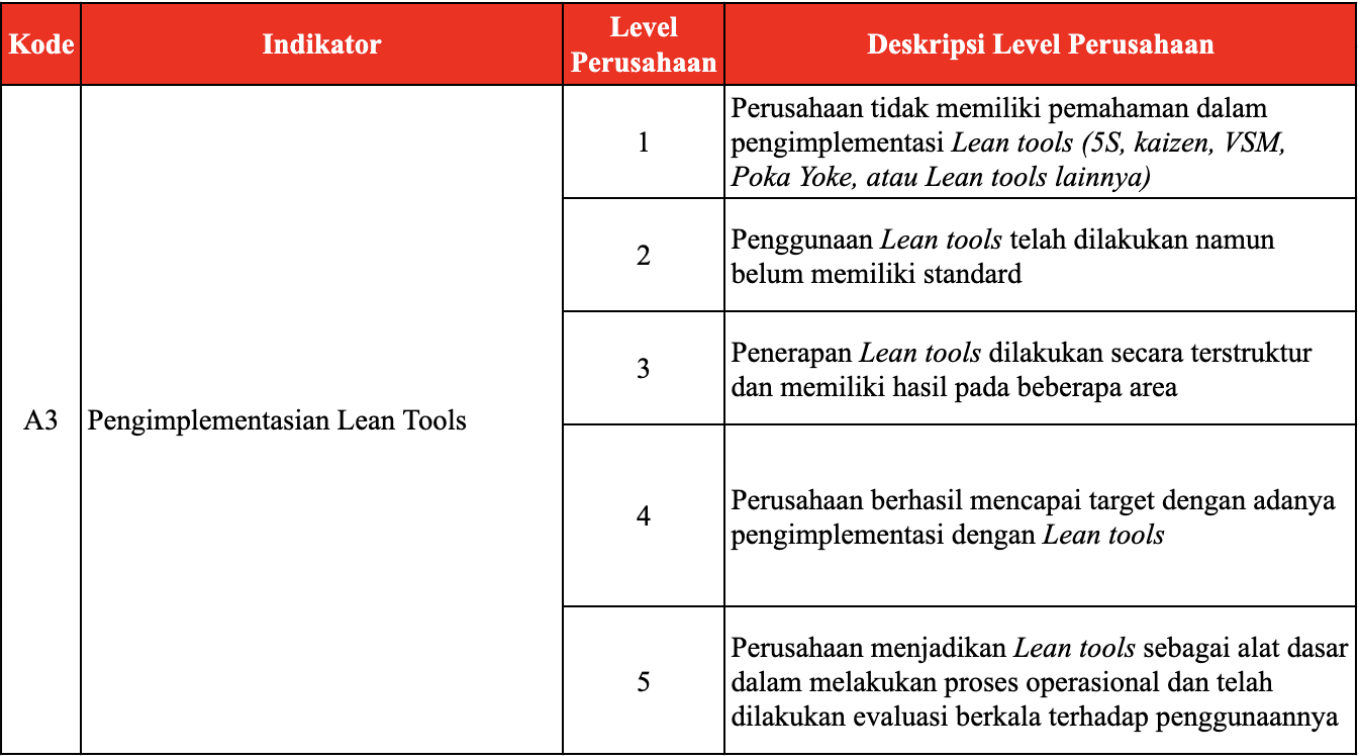 Kode
Indikator
Level
Perusahaan
Deskripsi Level Perusahaan
A3
Pengimplementasian Lean Tools
1
Perusahaan tidak memiliki pemahaman dalam
pengimplementasi Lean tools (5S, kaizen, VSM,
Poka Yoke, atau Lean tools lainnya)
2
Penggunaan Lean tools telah dilakukan namun
belum memiliki standard
3
Penerapan Lean tools dilakukan secara terstruktur
dan memiliki hasil pada beberapa area
4
Perusahaan berhasil mencapai target dengan adanya
pengimplementasi dengan Lean tools
5
Perusahaan menjadikan Lean tools sebagai alat dasar
dalam melakukan proses operasional dan telah
dilakukan evaluasi berkala terhadap penggunaannya